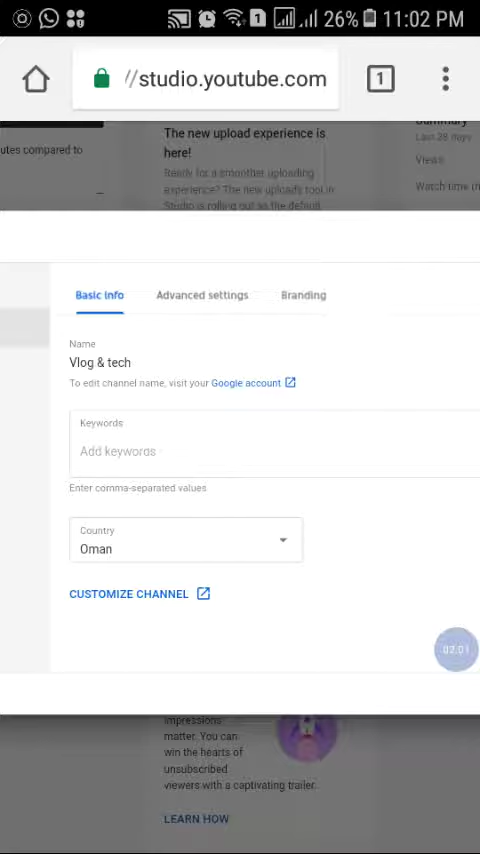 1 26% 11:02 PM
//studio.youtube.com 1
utes compared to
The new upload experience is
here!
Ready for a smoother uploading
experience? The new uploads tool in
Studio is rolling out as the default
Summary
Last 28 days
Views
Watch time
Basic info Advanced settings Branding
Name
Vlog & tech
To edit channel name, visit your Google account
Keywords
Add keywords
Enter comma-separated values
Country
Oman
CUSTOMIZE CHANNEL
02:01
impressions
matter. You can
win the hearts of
unsubscribed
viewers with a captivating trailer.
LEARN HOW